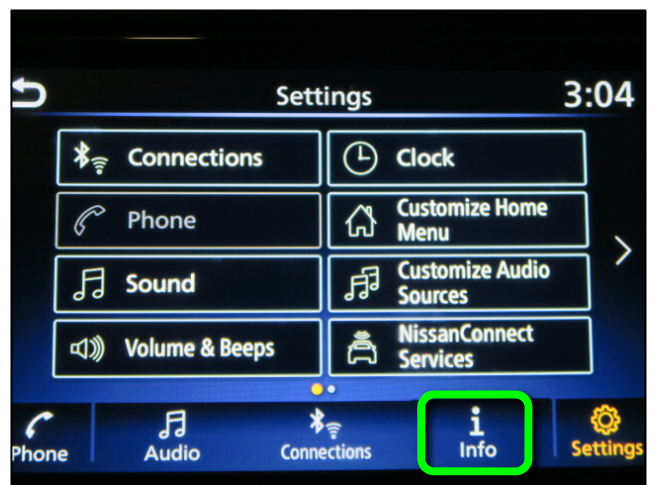 Settings
3:04
Connections
Clock
Phone
Customize Home
Menu
Sound
Customize Audio
Sources
Volume & Beeps
NissanConnect
Services
Phone
Audio
Connections
Info
Settings